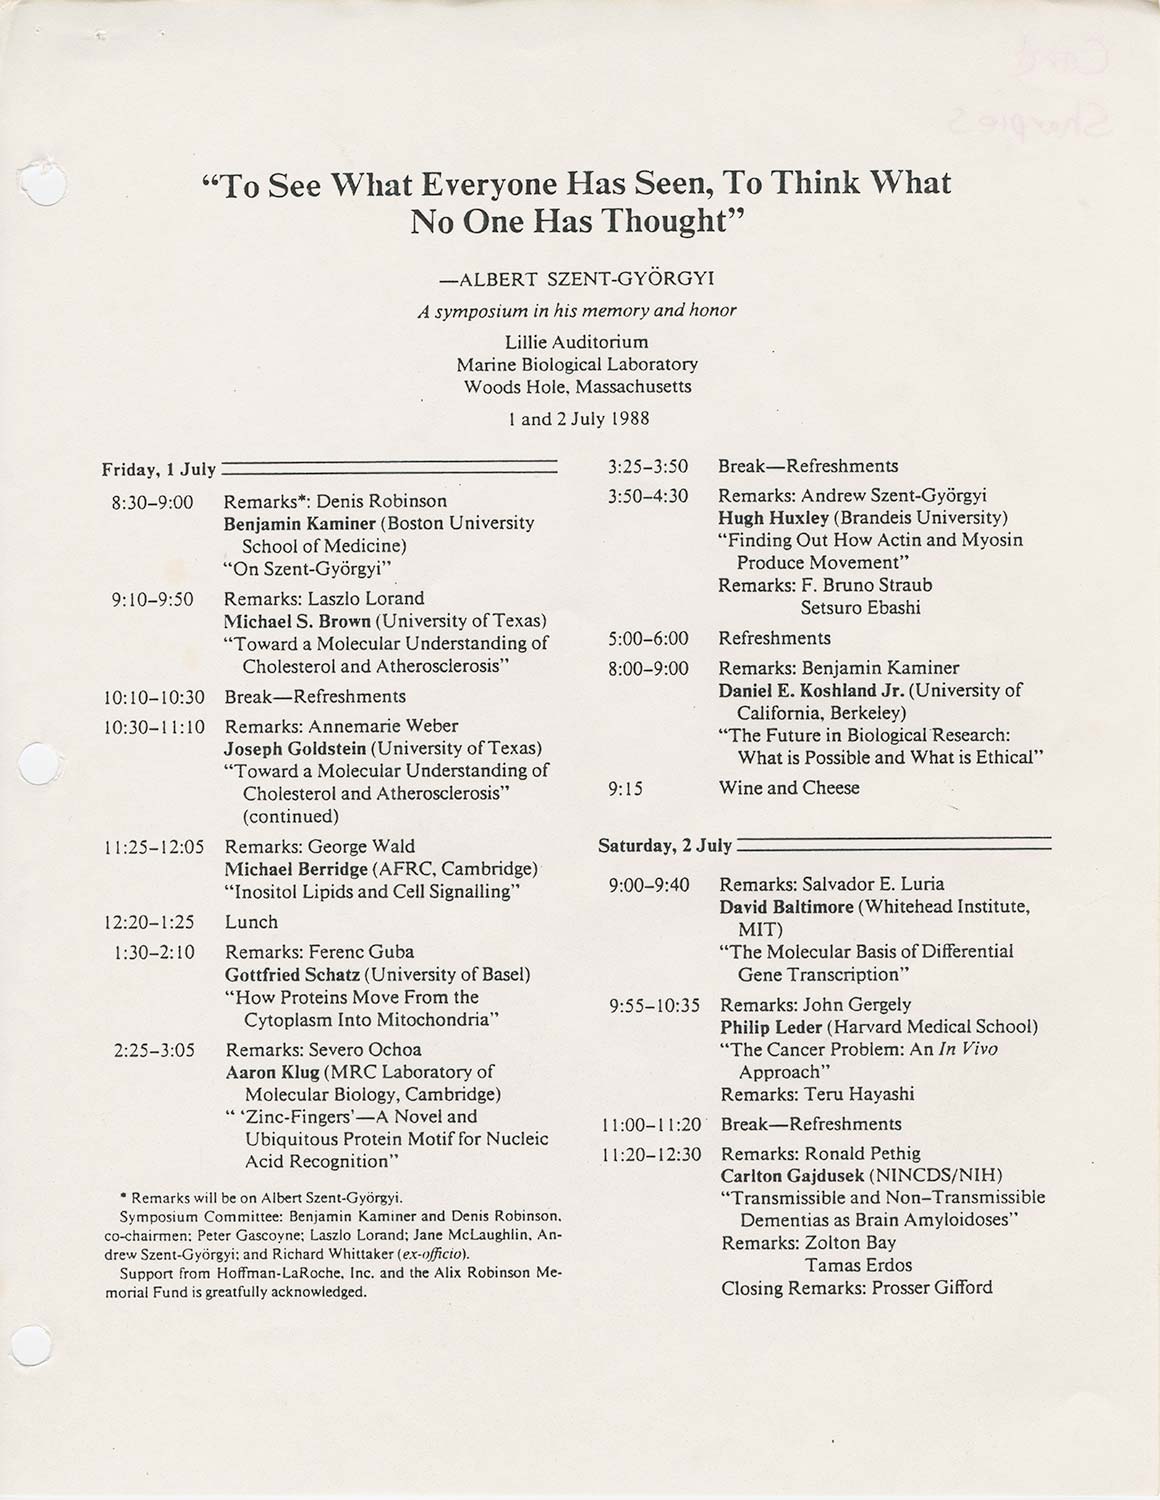 “To See What Everyone Has Seen, To Think What
No One Has Thought”
—ALBERT SZENT-GYÖRGYI
A symposium in his memory and honor
Lillie Auditorium
Marine Biological Laboratory
Woods Hole, Massachusetts
1 and 2 July 1988
Friday, 1 July
8:30–9:00 Remarks*: Denis Robinson
Benjamin Kaminer (Boston University
School of Medicine)
“On Szent-Györgyi”
9:10–9:50 Remarks: Laszlo Lorand
Michael S. Brown (University of Texas)
“Toward a Molecular Understanding of
Cholesterol and Atherosclerosis”
10:10–10:30 Break—Refreshments
10:30–11:10 Remarks: Annemarie Weber
Joseph Goldstein (University of Texas)
“Toward a Molecular Understanding of
Cholesterol and Atherosclerosis”
(continued)
11:25–12:05 Remarks: George Wald
Michael Berridge (AFRC, Cambridge)
“Inositol Lipids and Cell Signalling”
12:20–1:25 Lunch
1:30–2:10 Remarks: Ferenc Guba
Gottfried Schatz (University of Basel)
“How Proteins Move From the
Cytoplasm Into Mitochondria”
2:25–3:05 Remarks: Severo Ochoa
Aaron Klug (MRC Laboratory of
Molecular Biology, Cambridge)
“ ‘Zinc-Fingers’—A Novel and
Ubiquitous Protein Motif for Nucleic
Acid Recognition”
* Remarks will be on Albert Szent-Györgyi.
Symposium Committee: Benjamin Kaminer and Denis Robinson,
co-chairmen; Peter Gascoyne; Laszlo Lorand; Jane McLaughlin, An-
drew Szent-Györgyi; and Richard Whittaker (ex-officio).
Support from Hoffman-LaRoche, Inc. and the Alix Robinson Me-
morial Fund is greatfully acknowledged.
3:25–3:50 Break—Refreshments
3:50–4:30 Remarks: Andrew Szent-Györgyi
Hugh Huxley (Brandeis University)
“Finding Out How Actin and Myosin
Produce Movement”
Remarks: F. Bruno Straub
Setsuro Ebashi
5:00–6:00 Refreshments
8:00–9:00 Remarks: Benjamin Kaminer
Daniel E. Koshland Jr. (University of
California, Berkeley)
“The Future in Biological Research:
What is Possible and What is Ethical”
9:15 Wine and Cheese
Saturday, 2 July
9:00–9:40 Remarks: Salvador E. Luria
David Baltimore (Whitehead Institute,
MIT)
“The Molecular Basis of Differential
Gene Transcription”
9:55–10:35 Remarks: John Gergely
Philip Leder (Harvard Medical School)
“The Cancer Problem: An In Vivo
Approach”
Remarks: Teru Hayashi
11:00–11:20 Break—Refreshments
11:20–12:30 Remarks: Ronald Pethig
Carlton Gajdusek (NINCDS/NIH)
“Transmissible and Non–Transmissible
Dementias as Brain Amyloidoses”
Remarks: Zolton Bay
Tamas Erdos
Closing Remarks: Prosser Gifford